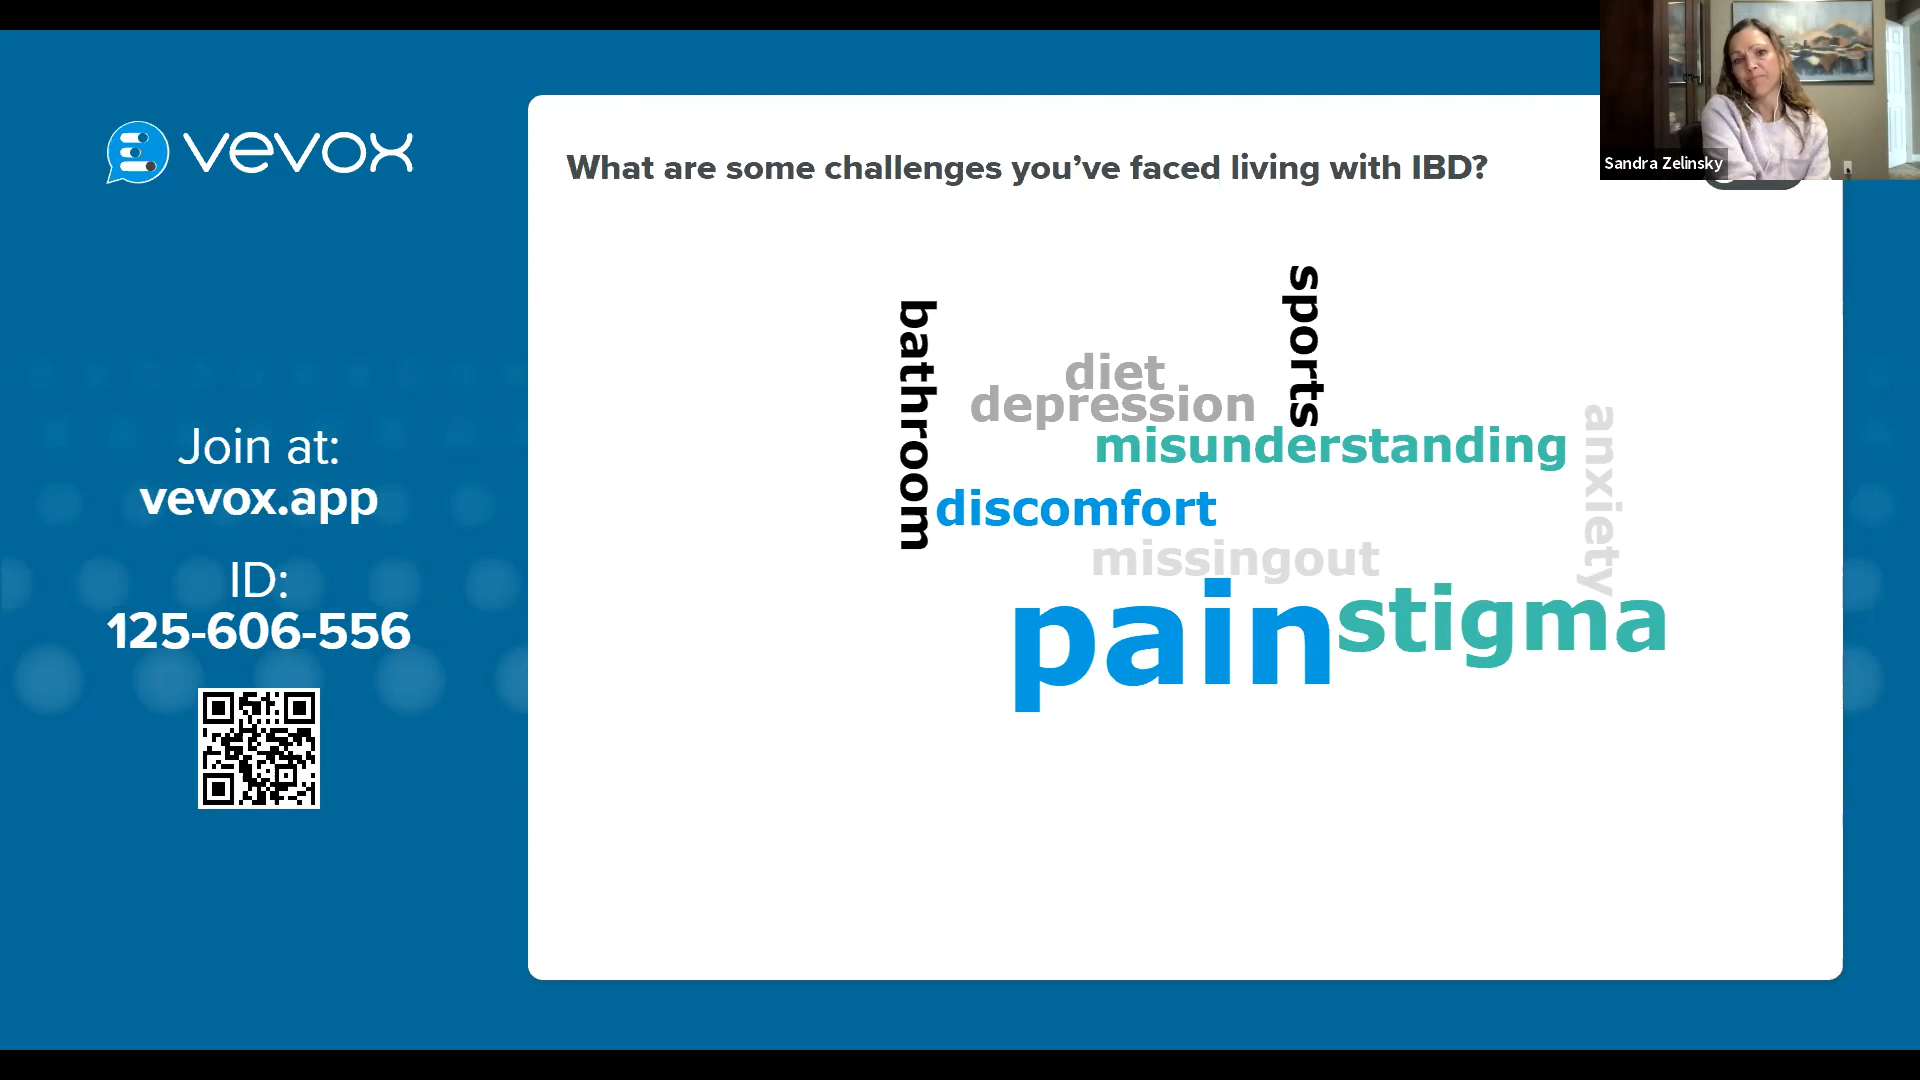 vevox
Join at:
vevox.app
ID:
125-606-556
What are some challenges you’ve faced living with IBD?
Sandra Zelinsky
sports
bathroom
diet
depression
misunderstanding
anxiety
discomfort
missingout
pain
stigma